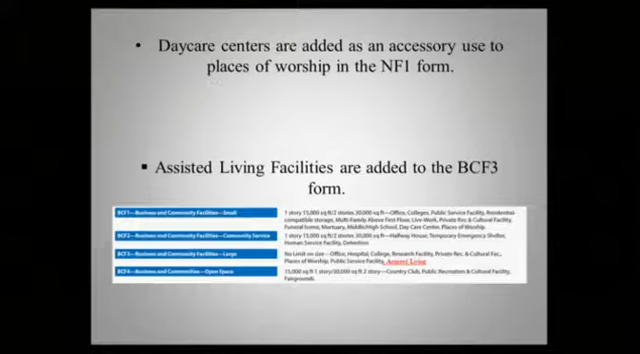 • Daycare centers are added as an accessory use to
places of worship in the NF1 form.
▪ Assisted Living Facilities are added to the BCF3
form.
BCF1—Business and Community Facilities—Small
1 story 15,000 sq ft/2 stories 30,000 sq ft—Office, Colleges, Public Service Facility, Residential-
compatible storage, Multi-Family Above First Floor, Live-Work, Private Rec & Cultural Facility,
Funeral home, Mortuary, Middle/High School, Day Care Center, Places of Worship.
BCF2—Business and Community Facilities—Community Service
1 story 15,000 sq ft/2 stories 30,000 sq ft—Halfway House, Temporary Emergency Shelter,
Human Service Facility, Detention
BCF3—Business and Community Facilities—Large
No Limit on size—Office, Hospital, College, Research Facility, Private Rec. & Cultural Fac.,
Places of Worship, Public Service Facility, Assisted Living
BCF4—Business and Communities—Open Space
15,000 sq ft 1 story/30,000 sq ft 2 story—Country Club, Public Recreation & Cultural Facility,
Fairgrounds.